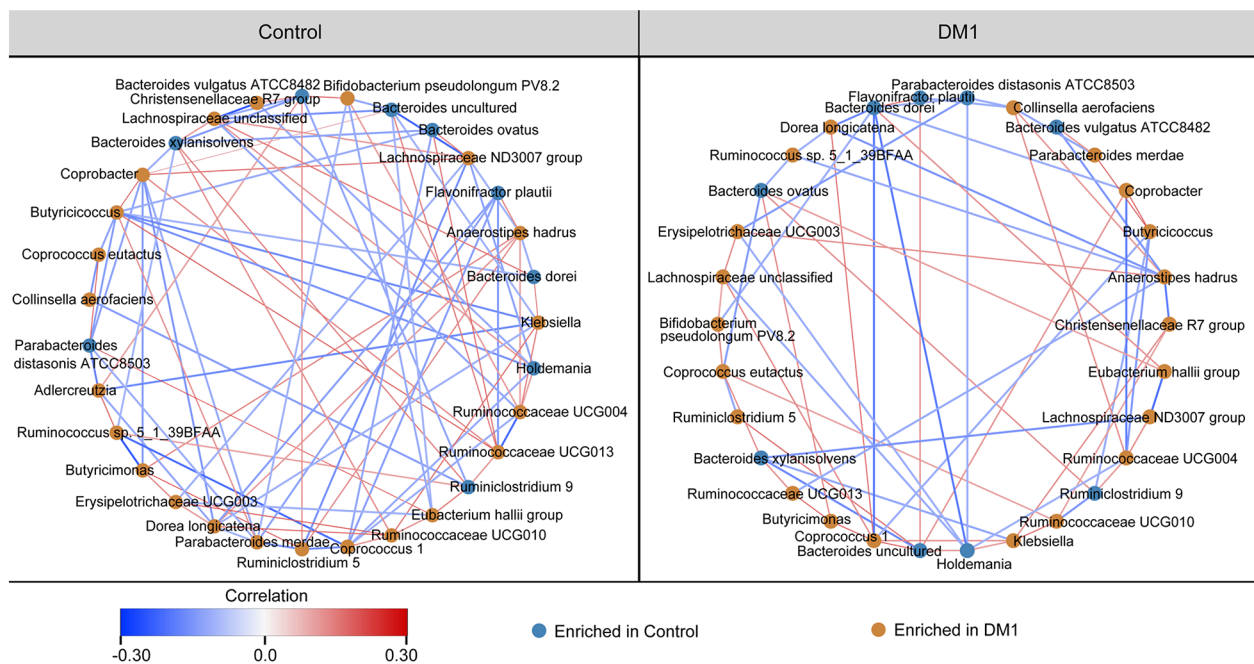 Control
DM1
Bacteroides vulgatus ATCC8482
Bifidobacterium pseudolongum PV8.2
Christensenellaceae R7 group
Bacteroides uncultured
Lachnospiraceae unclassified
Bacteroides ovatus
Bacteroides xylanisolvens
Lachnospiraceae ND3007 group
Coprobacter
Flavonifractor plautii
Butyricicoccus
Anaerostipes hadrus
Coprococcus eutactus
Bacteroides dorei
Collinsella aerofaciens
Klebsiella
Parabacteroides
distasonis ATCC8503
Holdemania
Adlercreutzia
Ruminococcaceae UCG004
Ruminococcus sp. 5_1_39BFAA
Ruminococcaceae UCG013
Butyricimonas
Ruminiclostridium 9
Erysipelotrichaceae UCG003
Eubacterium hallii group
Dorea longicatena
Ruminococcaceae UCG010
Parabacteroides merdae
Coprococcus 1
Ruminiclostridium 5
Parabacteroides distasonis ATCC8503
Flavonifractor plautii
Bacteroides dorei
Collinsella aerofaciens
Dorea longicatena
Bacteroides vulgatus ATCC8482
Ruminococcus sp. 5_1_39BFAA
Parabacteroides merdae
Bacteroides ovatus
Coprobacter
Erysipelotrichaceae UCG003
Butyricicoccus
Lachnospiraceae unclassified
Anaerostipes hadrus
Bifidobacterium
pseudolongum PV8.2
Christensenellaceae R7 group
Coprococcus eutactus
Eubacterium hallii group
Ruminiclostridium 5
Lachnospiraceae ND3007 group
Bacteroides xylanisolvens
Ruminococcaceae UCG004
Ruminococcaceae UCG013
Ruminiclostridium 9
Butyricimonas
Ruminococcaceae UCG010
Coprococcus 1
Klebsiella
Bacteroides uncultured
Holdemania
Correlation
-0.30
0.0
0.30
Enriched in Control
Enriched in DM1